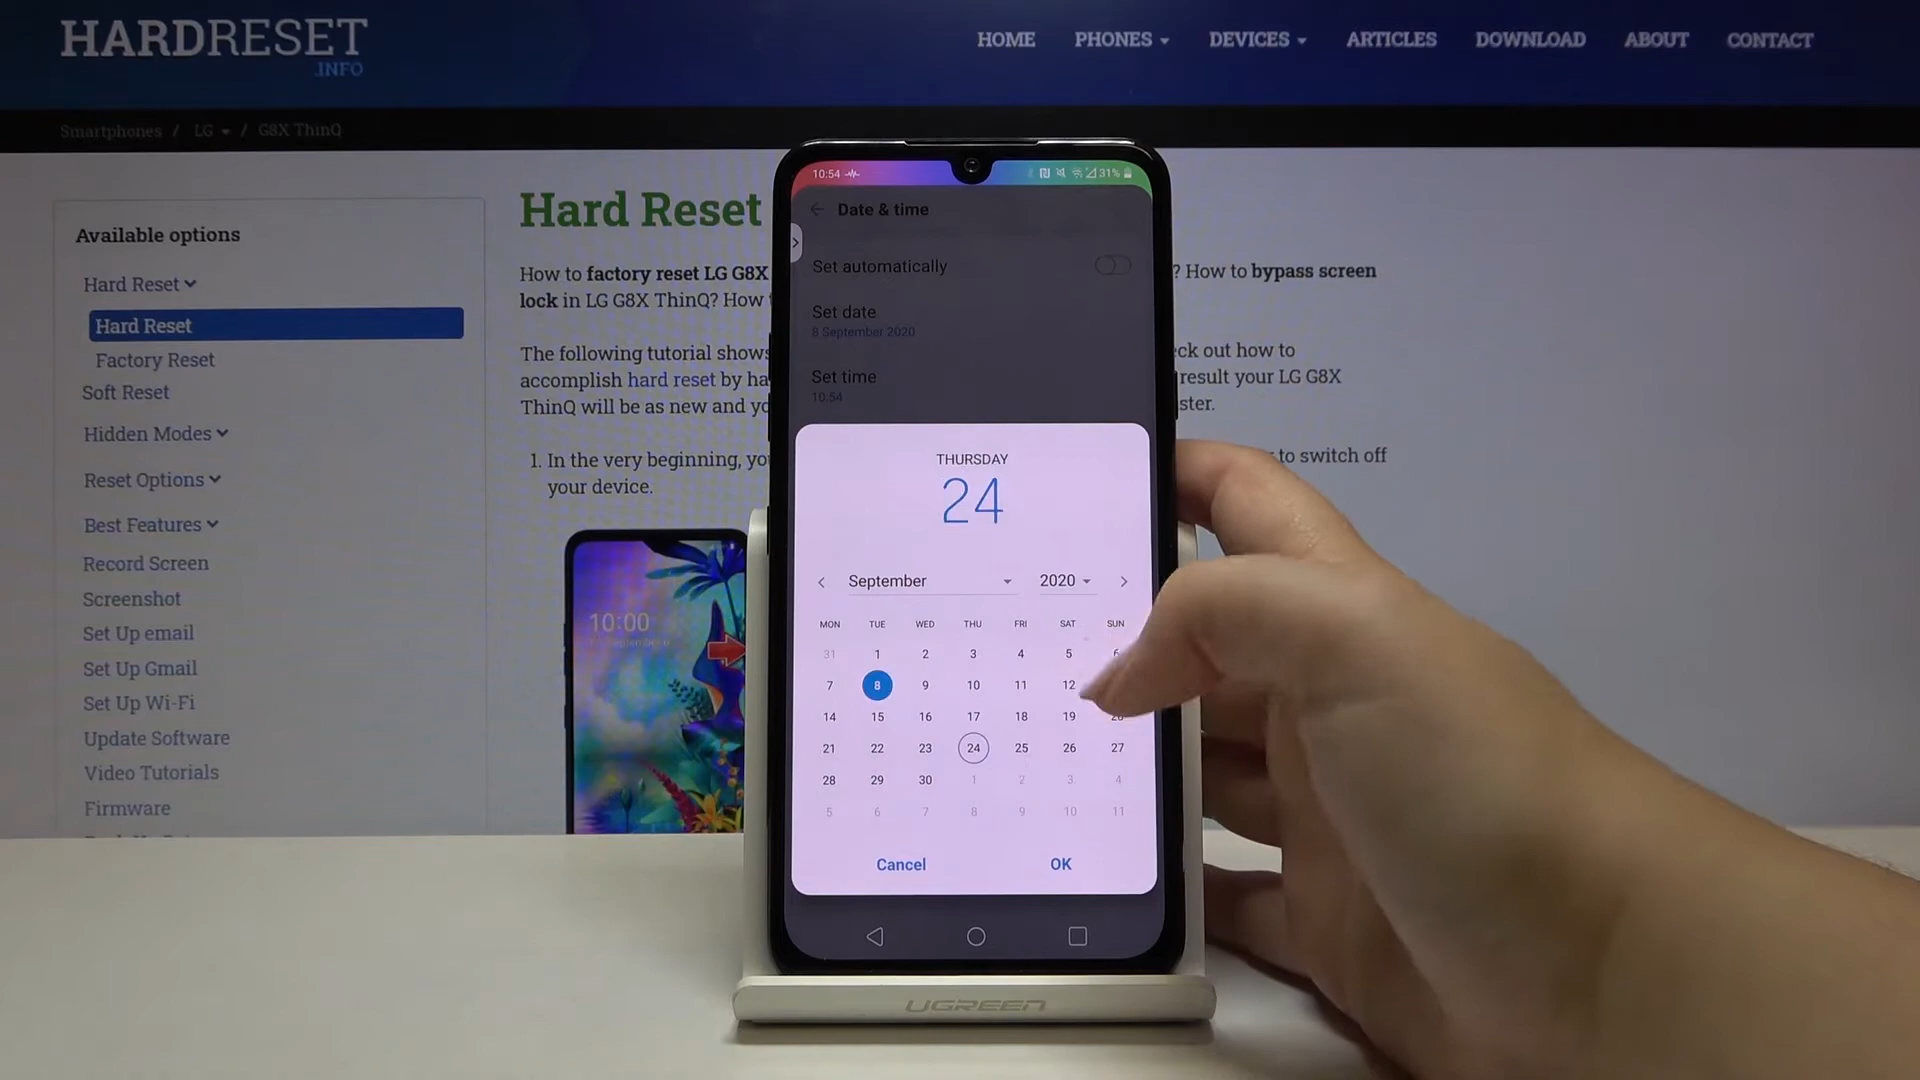 HARDRESET
.INFO
HOME PHONES DEVICES ARTICLES DOWNLOAD ABOUT CONTACT
Smartphones / LG / G8X ThinQ
Available options
Hard Reset
Hard Reset
Factory Reset
Soft Reset
Hidden Modes
Reset Options
Best Features
Record Screen
Screenshot
Set Up email
Set Up Gmail
Set Up Wi-Fi
Update Software
Video Tutorials
Firmware
Hard Reset
How to factory reset LG G8X ? How to bypass screen
lock in LG G8X ThinQ? How
The following tutorial shows how to
accomplish hard reset by result your LG G8X
ThinQ will be as new and
1. In the very beginning, to switch off
your device.
10:00
10:54 31%
Date & time
Set automatically
Set date
8 September 2020
Set time
10:54
THURSDAY
24
September 2020
MON TUE WED THU FRI SAT SUN
31 1 2 3 4 5 6
7 8 9 10 11 12
14 15 16 17 18 19 20
21 22 23 24 25 26 27
28 29 30 1 2 3 4
5 6 7 8 9 10 11
Cancel OK
UGREEN